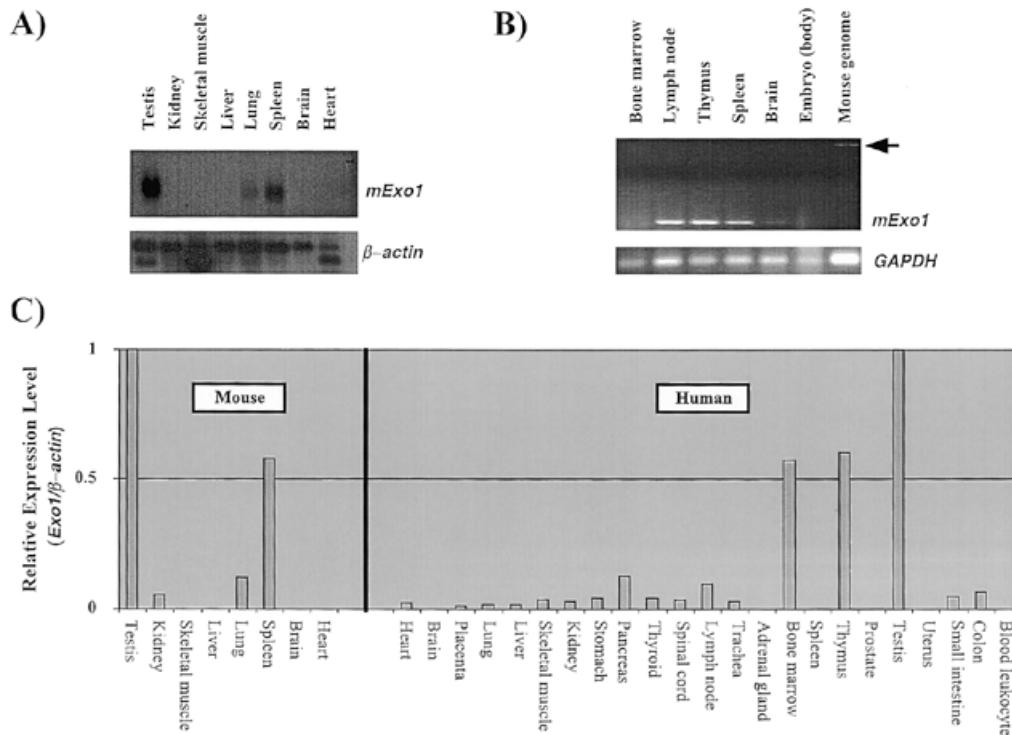 A)
Testis
Kidney
Skeletal muscle
Liver
Lung
Spleen
Brain
Heart
mExo1
β–actin
B)
Bone marrow
Lymph node
Thymus
Spleen
Brain
Embryo (body)
Mouse genome
mExo1
GAPDH
C)
Relative Expression Level
(Exo1/β–actin)
1
0.5
0
Mouse
Human
Testis
Kidney
Skeletal muscle
Liver
Lung
Spleen
Brain
Heart
Heart
Brain
Placenta
Lung
Liver
Skeletal muscle
Kidney
Stomach
Pancreas
Thyroid
Spinal cord
Lymph node
Trachea
Adrenal gland
Bone marrow
Spleen
Thymus
Prostate
Testis
Uterus
Small intestine
Colon
Blood leukocyte